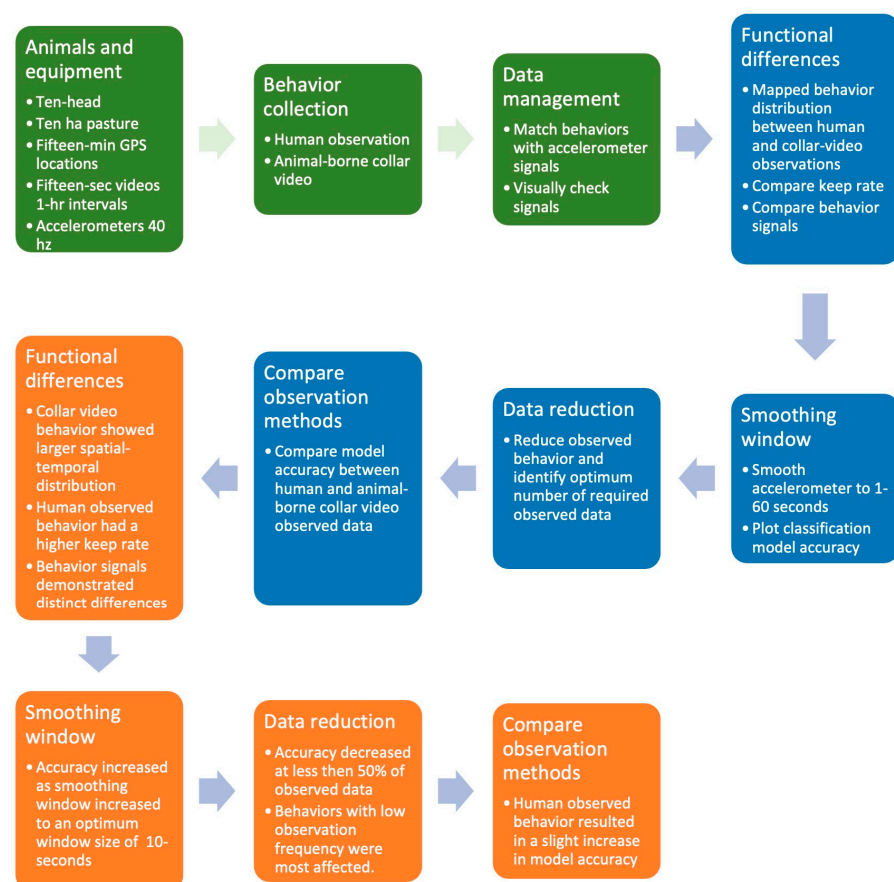 Animals and
equipment
• Ten-head
• Ten ha pasture
• Fifteen-min GPS
locations
• Fifteen-sec videos
1-hr intervals
• Accelerometers 40
hz
Behavior
collection
• Human observation
• Animal-borne collar
video
Data
management
• Match behaviors
with accelerometer
signals
• Visually check
signals
Functional
differences
• Mapped behavior
distribution
between human
and collar-video
observations
• Compare keep rate
• Compare behavior
signals
Smoothing
window
• Smooth
accelerometer to 1-
60 seconds
• Plot classification
model accuracy
Data reduction
• Reduce observed
behavior and
identify optimum
number of required
observed data
Compare
observation
methods
• Compare model
accuracy between
human and animal-
borne collar video
observed data
Functional
differences
• Collar video
behavior showed
larger spatial-
temporal
distribution
• Human observed
behavior had a
higher keep rate
• Behavior signals
demonstrated
distinct differences
Smoothing
window
• Accuracy increased
as smoothing
window increased
to an optimum
window size of 10-
seconds
Data reduction
• Accuracy decreased
at less then 50% of
observed data
• Behaviors with low
observation
frequency were
most affected.
Compare
observation
methods
• Human observed
behavior resulted
in a slight increase
in model accuracy